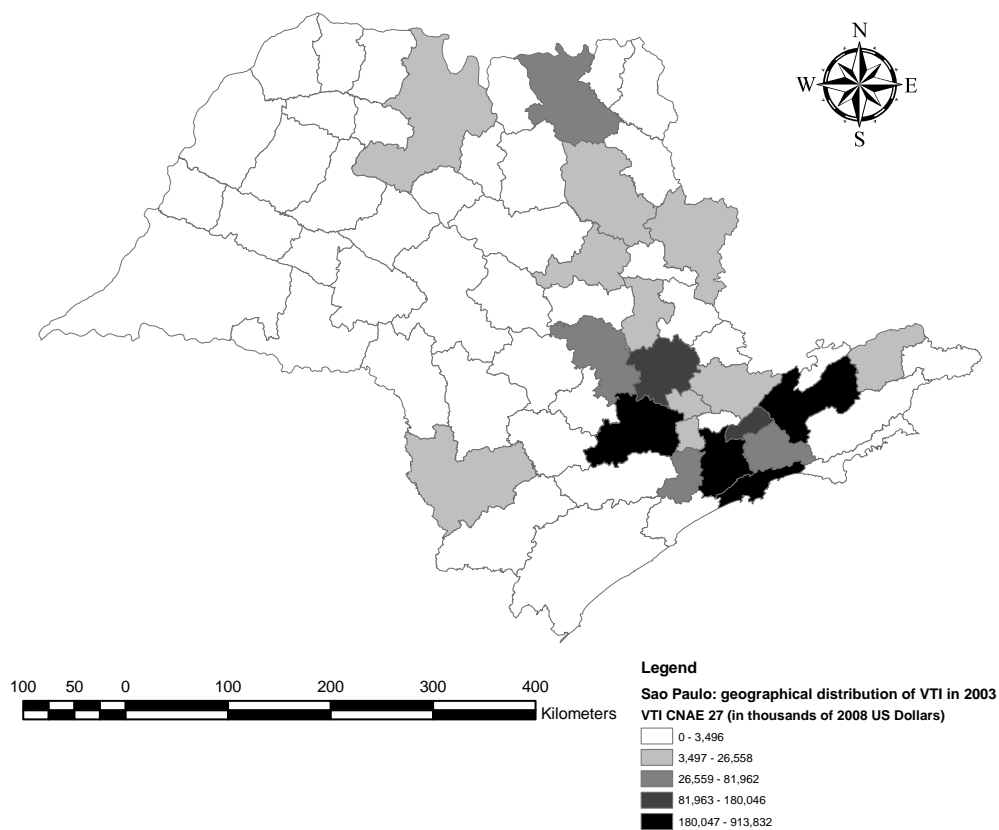 N
W E
S
100 50 0 100 200 300 400
Kilometers
Legend
Sao Paulo: geographical distribution of VTI in 2003
VTI CNAE 27 (in thousands of 2008 US Dollars)
0 - 3,496
3,497 - 26,558
26,559 - 81,962
81,963 - 180,046
180,047 - 913,832